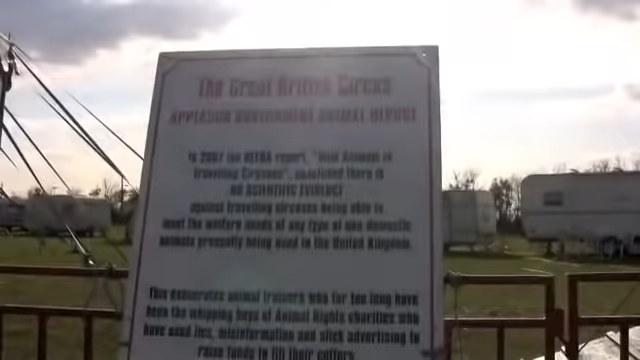 The Great British Circus
APPLAUDS GOVERNMENT ANIMAL REPORT
In 2007 the DEFRA report, "Wild Animals in
Travelling Circuses", concluded there is
NO SCIENTIFIC EVIDENCE
against travelling circuses being able to
meet the welfare needs of any type of non domestic
animals presently being used in the United Kingdom.
This exonerates animal trainers who for too long have
been the whipping boys of Animal Rights charities who
have used lies, misinformation and slick advertising to
raise funds to fill their coffers.